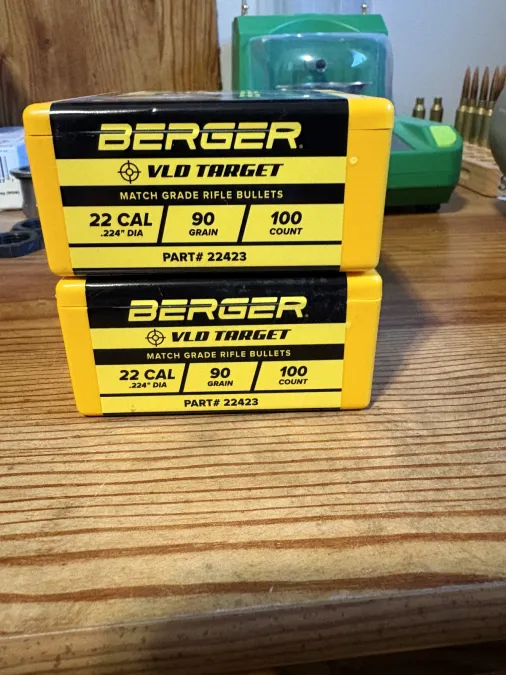 BERGER
VLD TARGET
MATCH GRADE RIFLE BULLETS
22 CAL 90 100
.224" DIA GRAIN COUNT
PART# 22423
BERGER
VLD TARGET
MATCH GRADE RIFLE BULLETS
22 CAL 90 100
.224" DIA GRAIN COUNT
PART# 22423